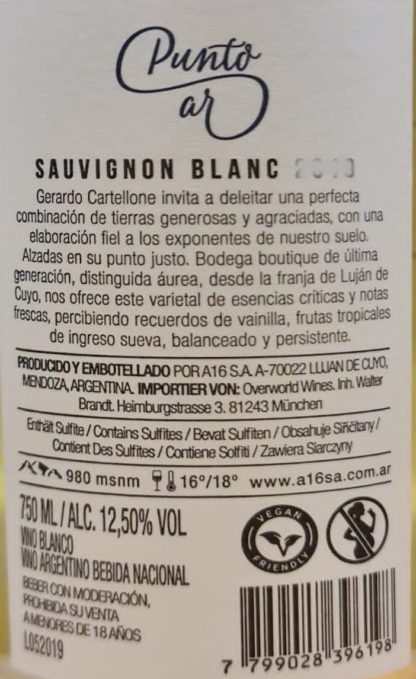 Punto
ar
SAUVIGNON BLANC
Gerardo Cartellone invita a deleitar una perfecta
combinación de tierras generosas y agraciadas, con una
elaboración fiel a los exponentes de nuestro suelo.
Alzadas en su punto justo. Bodega boutique de última
generación, distinguida áurea, desde la franja de Luján de
Cuyo, nos ofrece este varietal de esencias críticas y notas
frescas, percibiendo recuerdos de vainilla, frutas tropicales
de ingreso sueva, balanceado y persistente.
PRODUCIDO Y EMBOTELLADO POR A16 S.A. A-70022 LUJAN DE CUYO,
MENDOZA, ARGENTINA. IMPORTIER VON: Overworld Wines. Inh. Walter
Brandt. Heimburgstrasse 3. 81243 München
Enthält Sulfite / Contains Sulfites / Bevat Sulfiten / Obsahuje Siřičitany /
Contient Des Sulfites / Contiene Solfiti / Zawiera Siarczyny
980 msnm 16°/18° www.a16sa.com.ar
750 ML / ALC. 12,50% VOL
VINO BLANCO
VINO ARGENTINO BEBIDA NACIONAL
BEBER CON MODERACIÓN,
PROHIBIDA SU VENTA
A MENORES DE 18 AÑOS
L052019
VEGAN
FRIENDLY
7 799028 396198